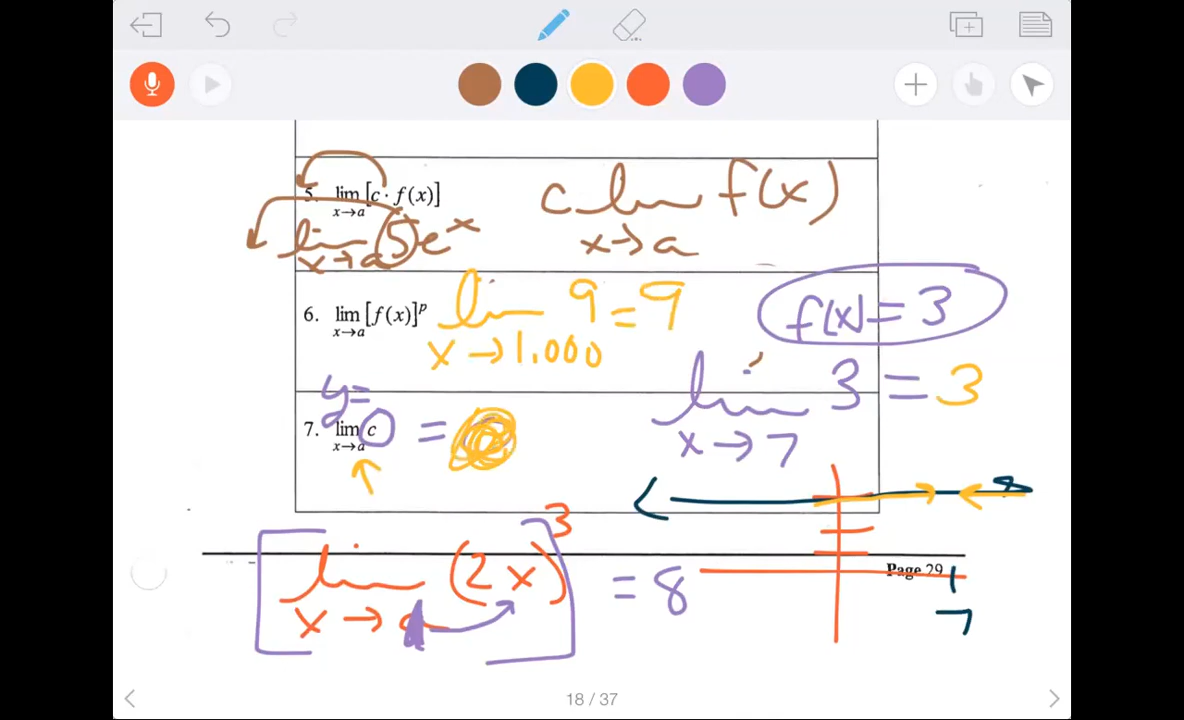 5. lim x→a [c · f(x)] c lim x→a f(x)
lim x→a 5e^x
6. lim x→a [f(x)]^p lim x→1,000 9 = 9 f(x) = 3
lim x→7 3 = 3
y=
7. lim x→a c =
[lim x→ (2x)]^3 = 8
Page 29
7
18 / 37